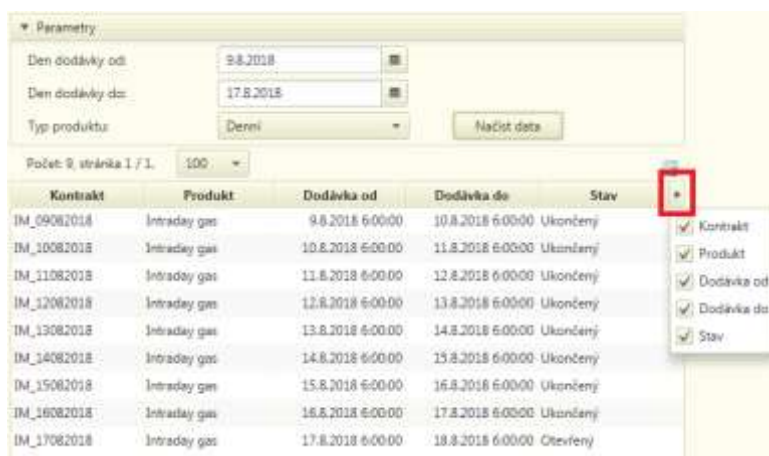 Parametry
Den dodávky od: 9.8.2018
Den dodávky do: 17.8.2018
Typ produktu: Denní Načíst data
Počet: 9, stránka 1 / 1. 100
Kontrakt Produkt Dodávka od Dodávka do Stav
IM_09082018 Intraday gas 9.8.2018 6:00:00 10.8.2018 6:00:00 Ukončený
IM_10082018 Intraday gas 10.8.2018 6:00:00 11.8.2018 6:00:00 Ukončený
IM_11082018 Intraday gas 11.8.2018 6:00:00 12.8.2018 6:00:00 Ukončený
IM_12082018 Intraday gas 12.8.2018 6:00:00 13.8.2018 6:00:00 Ukončený
IM_13082018 Intraday gas 13.8.2018 6:00:00 14.8.2018 6:00:00 Ukončený
IM_14082018 Intraday gas 14.8.2018 6:00:00 15.8.2018 6:00:00 Ukončený
IM_15082018 Intraday gas 15.8.2018 6:00:00 16.8.2018 6:00:00 Ukončený
IM_16082018 Intraday gas 16.8.2018 6:00:00 17.8.2018 6:00:00 Ukončený
IM_17082018 Intraday gas 17.8.2018 6:00:00 18.8.2018 6:00:00 Otevřený
Kontrakt
Produkt
Dodávka od
Dodávka do
Stav